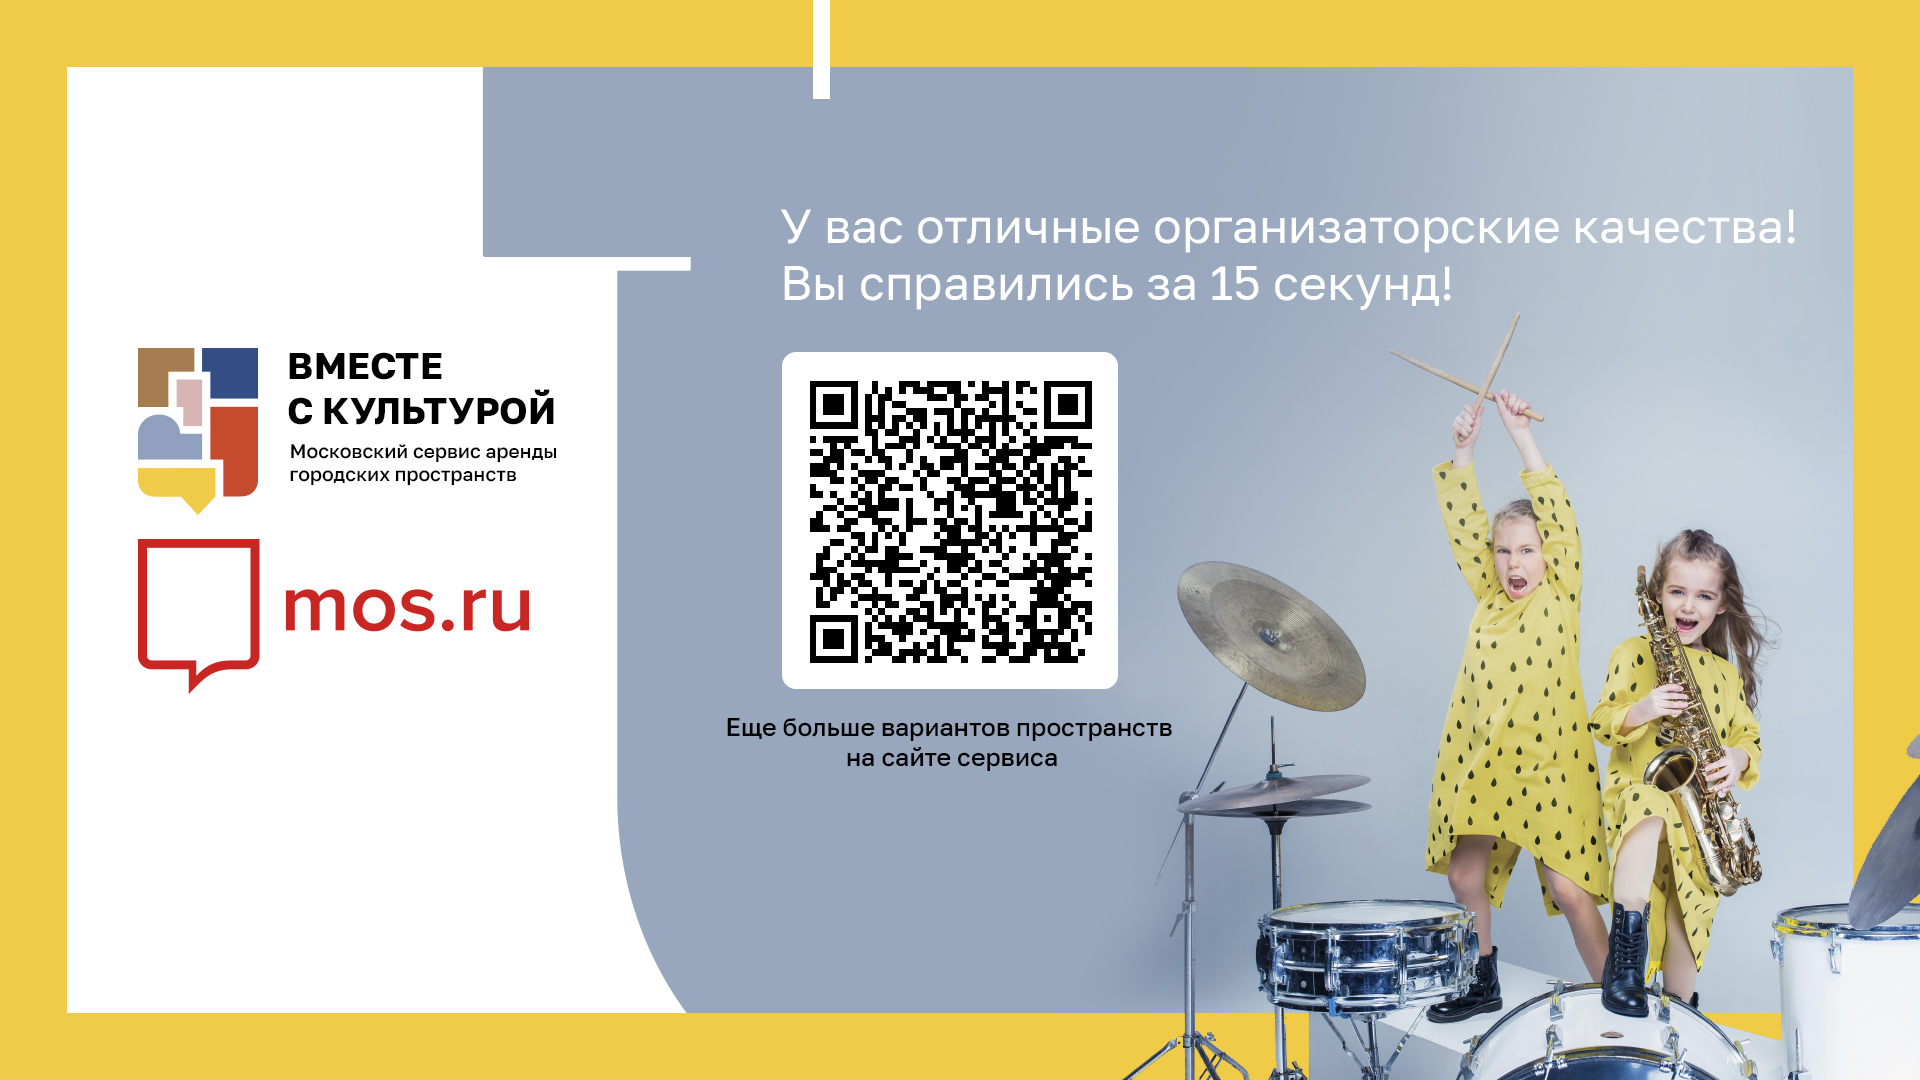 У вас отличные организаторские качества!
Вы справились за 15 секунд!
ВМЕСТЕ
С КУЛЬТУРОЙ
Московский сервис аренды
городских пространств
mos.ru
Еще больше вариантов пространств
на сайте сервиса